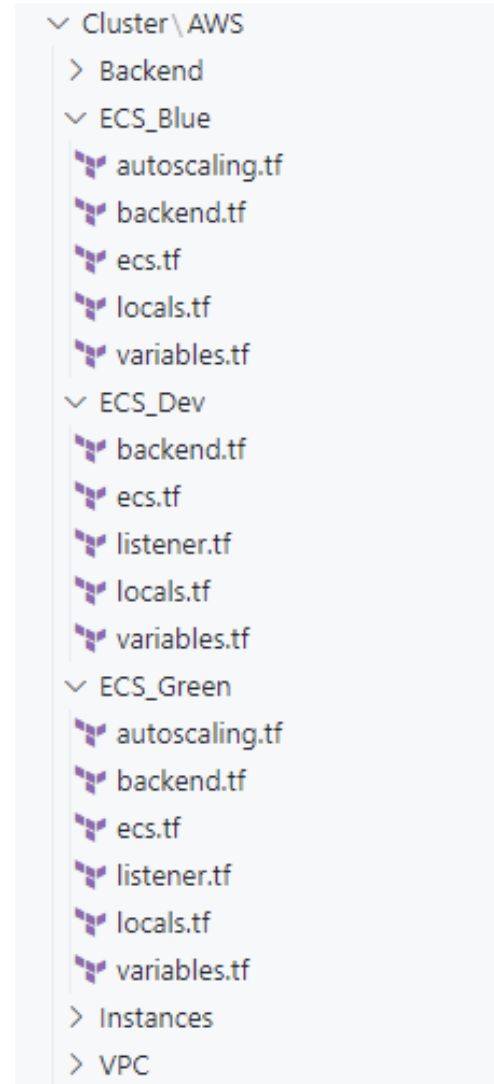 Cluster\AWS
Backend
ECS_Blue
autoscaling.tf
backend.tf
ecs.tf
locals.tf
variables.tf
ECS_Dev
backend.tf
ecs.tf
listener.tf
locals.tf
variables.tf
ECS_Green
autoscaling.tf
backend.tf
ecs.tf
listener.tf
locals.tf
variables.tf
Instances
VPC